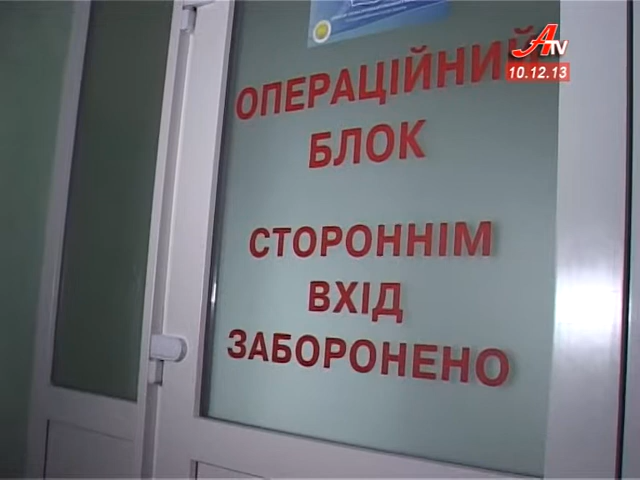 ATV
10.12.13
ОПЕРАЦІЙНИЙ
БЛОК
СТОРОННІМ
ВХІД
ЗАБОРОНЕНО